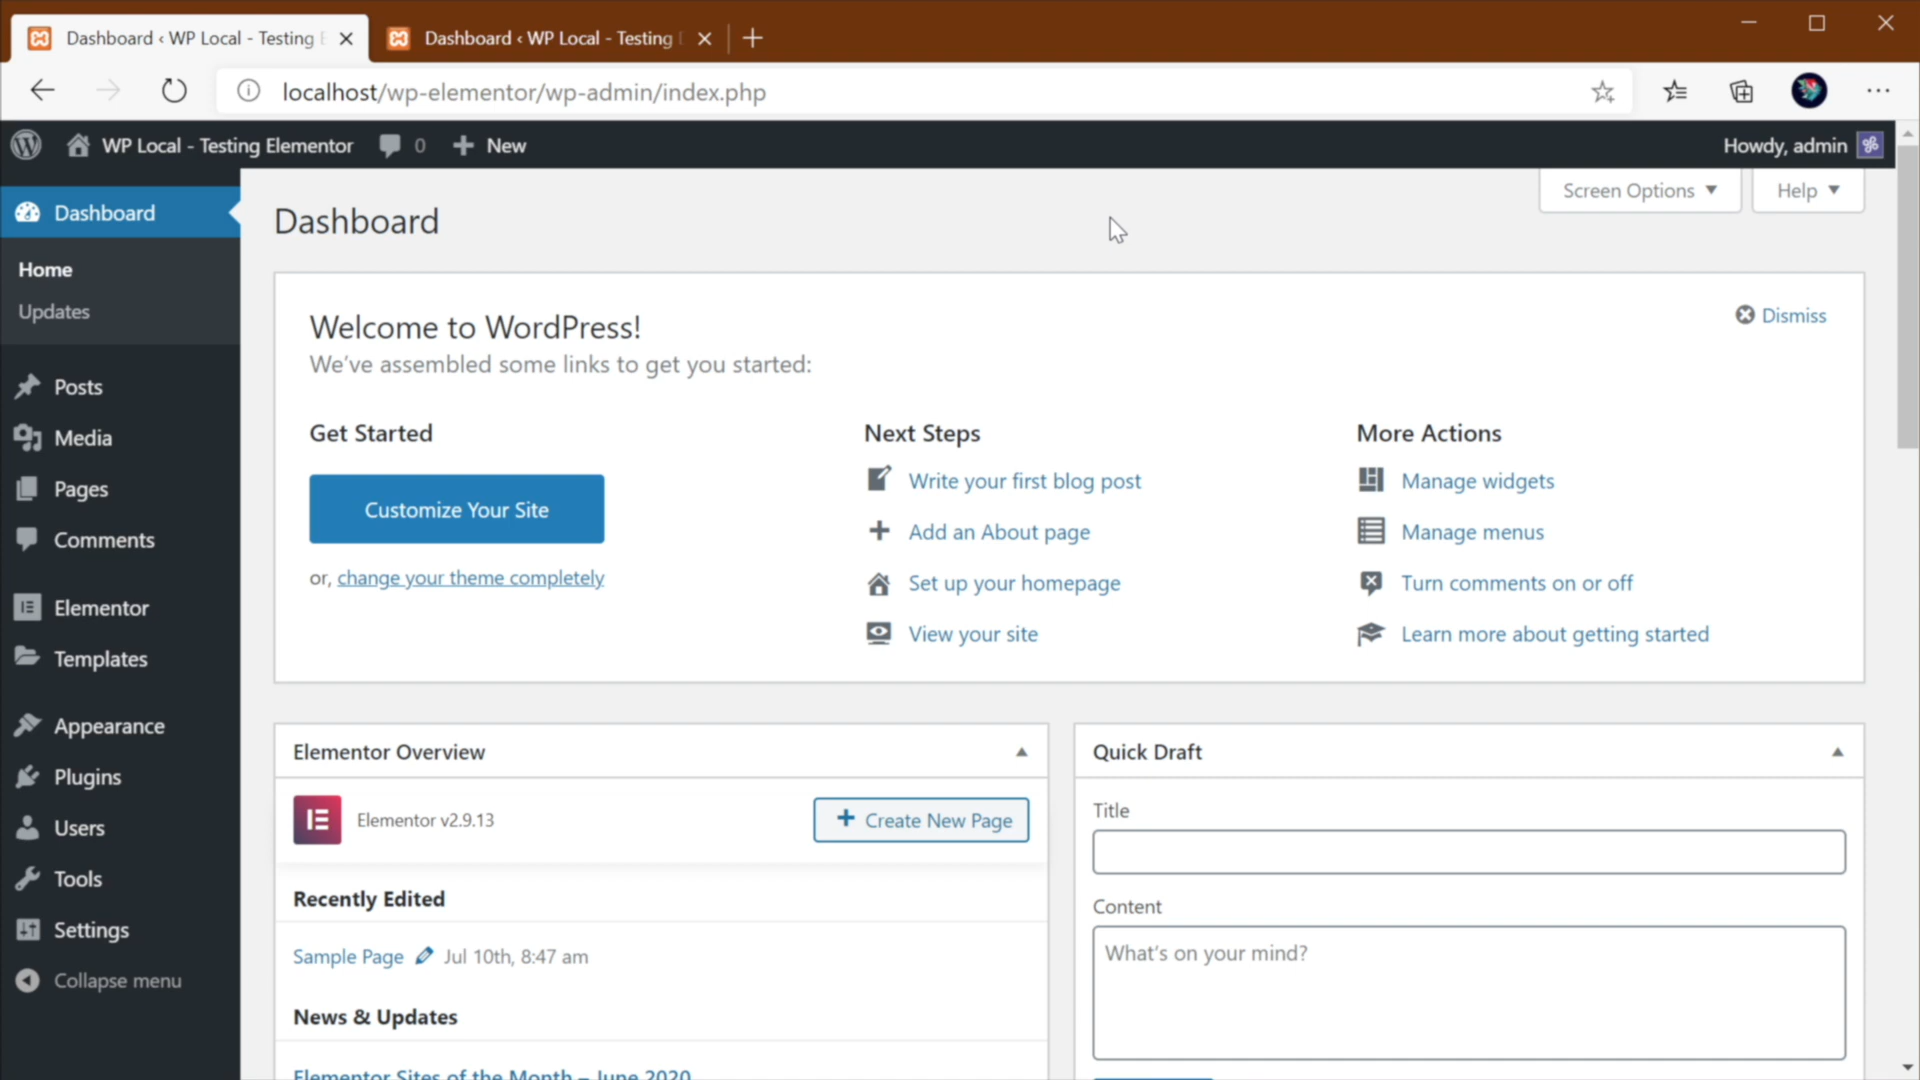 Dashboard ‹ WP Local - Testing
Dashboard ‹ WP Local - Testing
localhost/wp-elementor/wp-admin/index.php
WP Local - Testing Elementor 0 New
Howdy, admin
Screen Options Help
Dashboard
Home
Updates
Posts
Media
Pages
Comments
Elementor
Templates
Appearance
Plugins
Users
Tools
Settings
Collapse menu
Dashboard
Welcome to WordPress!
Dismiss
We've assembled some links to get you started:
Get Started
Customize Your Site
or, change your theme completely
Next Steps
Write your first blog post
Add an About page
Set up your homepage
View your site
More Actions
Manage widgets
Manage menus
Turn comments on or off
Learn more about getting started
Elementor Overview
Elementor v2.9.13
Create New Page
Recently Edited
Sample Page Jul 10th, 8:47 am
News & Updates
Elementor Sites of the Month – June 2020
Quick Draft
Title
Content
What's on your mind?